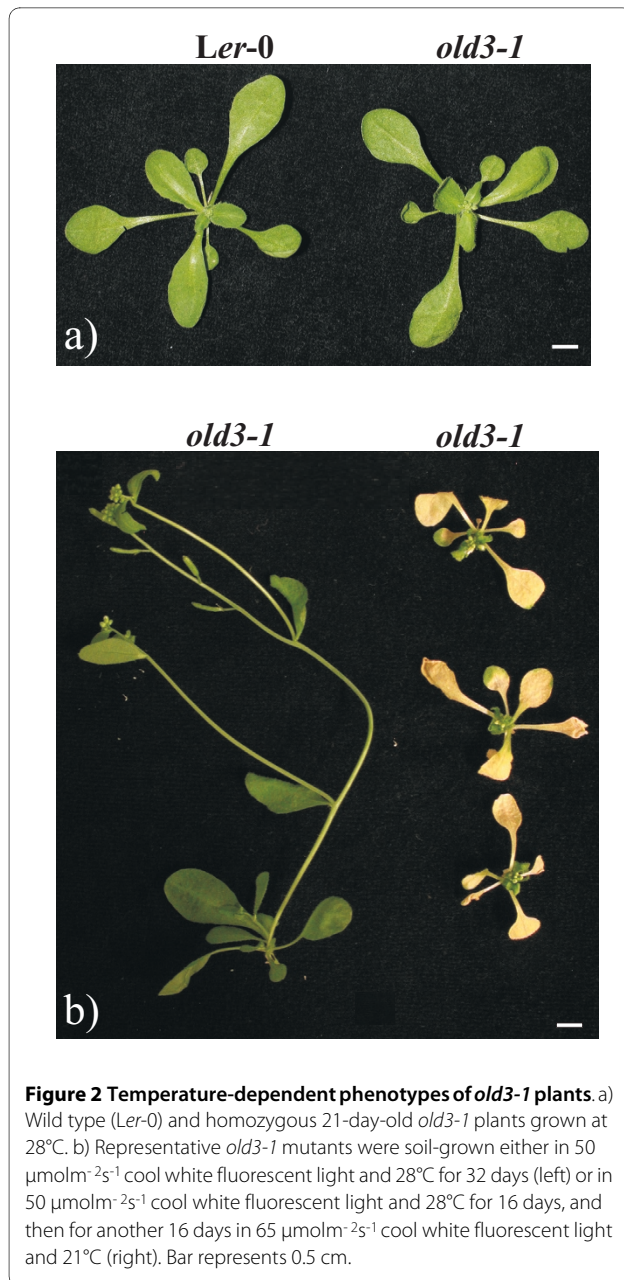 Ler-0 old3-1
a)
old3-1 old3-1
b)
Figure 2 Temperature-dependent phenotypes of old3-1 plants. a)
Wild type (Ler-0) and homozygous 21-day-old old3-1 plants grown at
28°C. b) Representative old3-1 mutants were soil-grown either in 50
μmolm-2s-1 cool white fluorescent light and 28°C for 32 days (left) or in
50 μmolm-2s-1 cool white fluorescent light and 28°C for 16 days, and
then for another 16 days in 65 μmolm-2s-1 cool white fluorescent light
and 21°C (right). Bar represents 0.5 cm.